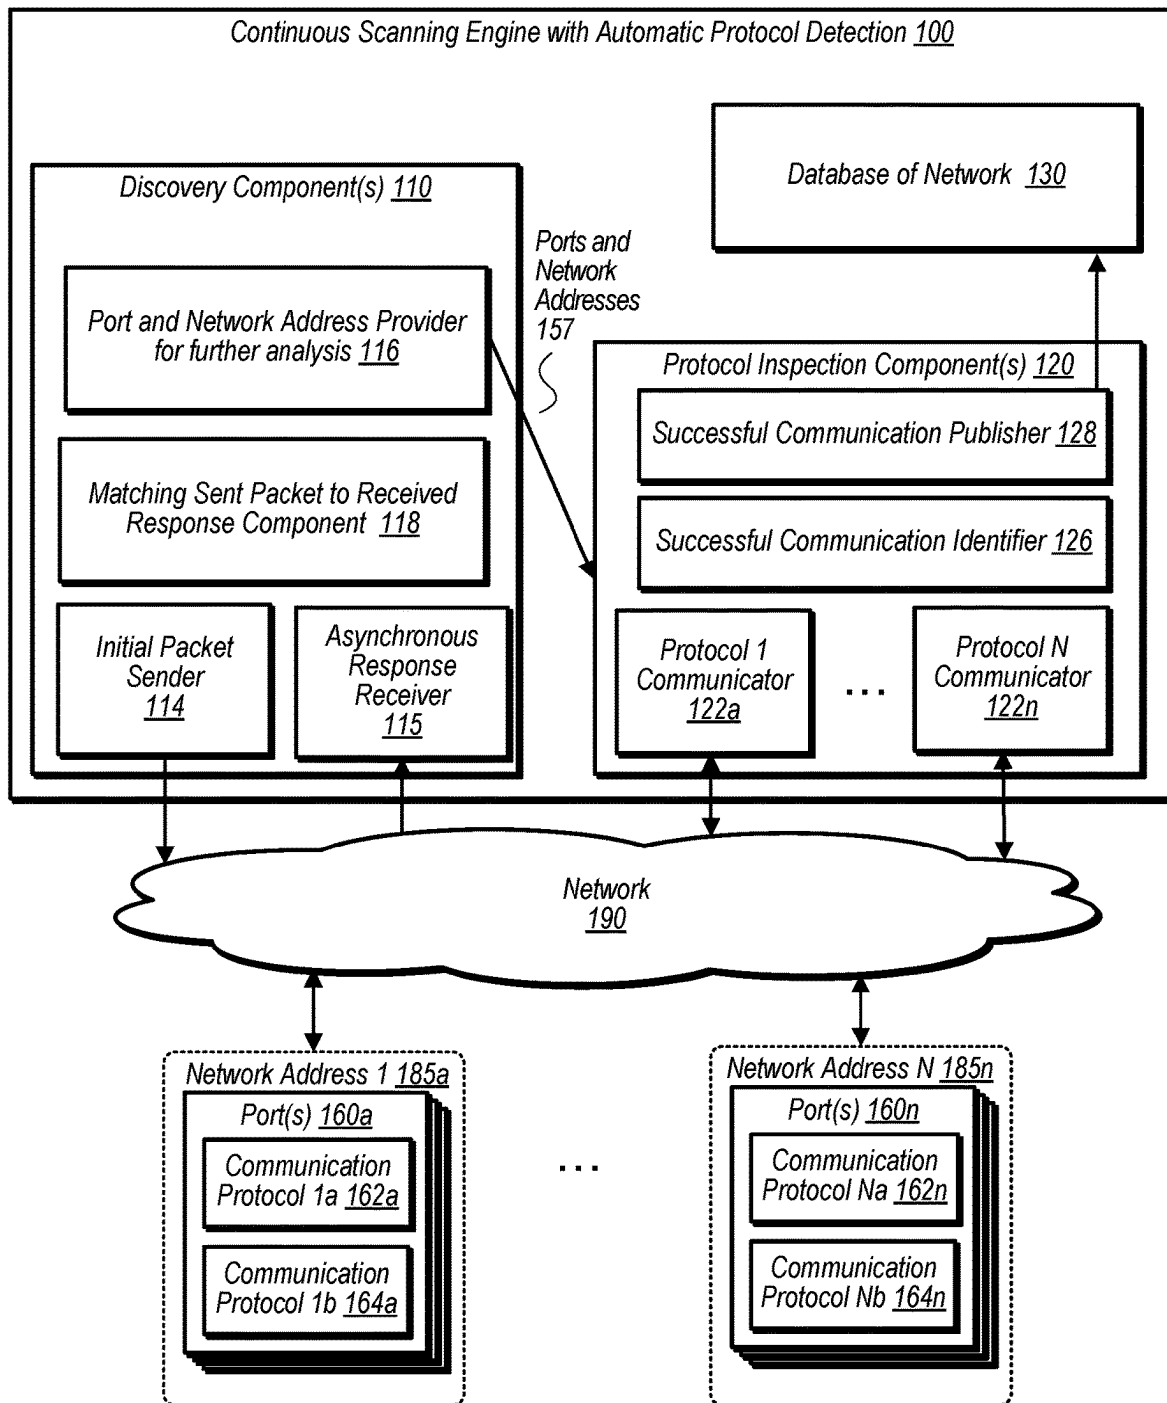 Continuous Scanning Engine with Automatic Protocol Detection 100
Database of Network 130
Discovery Component(s) 110
Port and Network Address Provider
for further analysis 116
Matching Sent Packet to Received
Response Component 118
Initial Packet
Sender
114
Asynchronous
Response
Receiver
115
Ports and
Network
Addresses
157
Protocol Inspection Component(s) 120
Successful Communication Publisher 128
Successful Communication Identifier 126
Protocol 1
Communicator
122a
...
Protocol N
Communicator
122n
Network
190
Network Address 1 185a
Port(s) 160a
Communication
Protocol 1a 162a
Communication
Protocol 1b 164a
...
Network Address N 185n
Port(s) 160n
Communication
Protocol Na 162n
Communication
Protocol Nb 164n